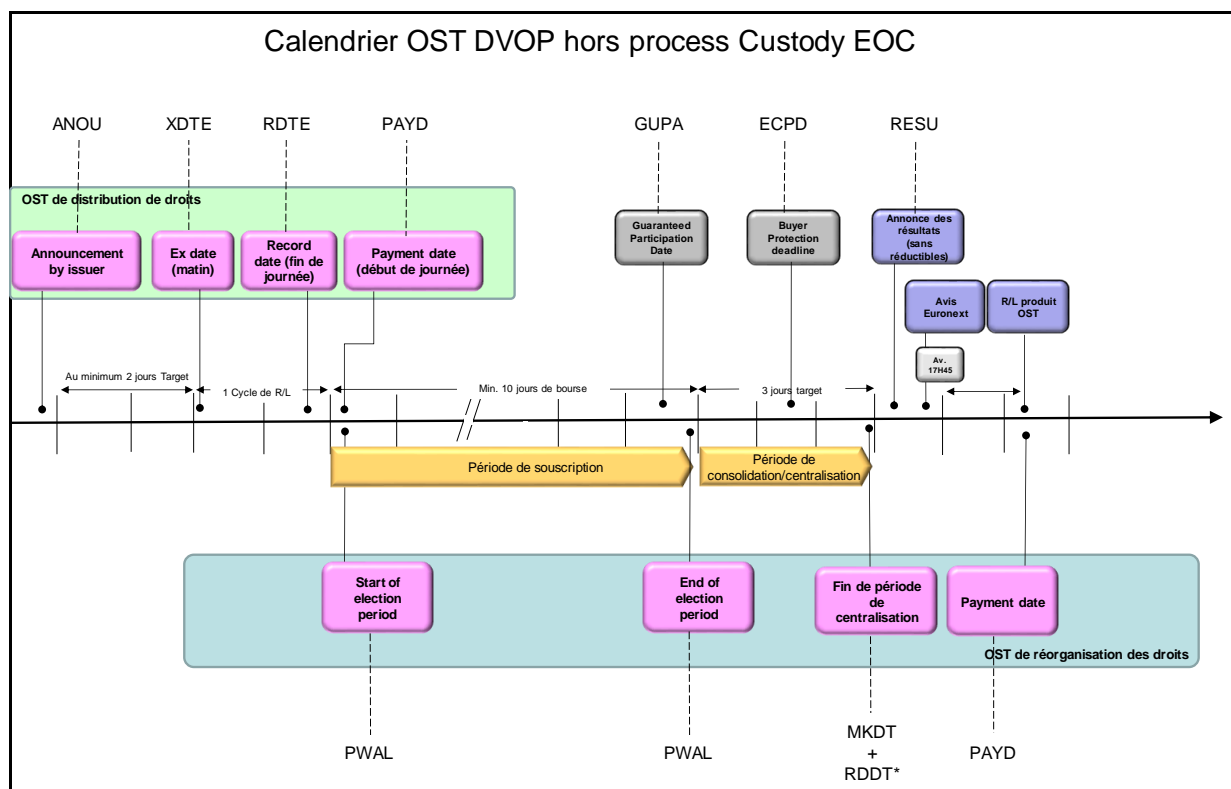 Calendrier OST DVOP hors process Custody EOC
ANOU
XDTE
RDTE
PAYD
GUPA
ECPD
RESU
OST de distribution de droits
Announcement
by issuer
Ex date
(matin)
Record
date (fin de
journée)
Payment date
(début de journée)
Guaranteed
Participation
Date
Buyer
Protection
deadline
Annonce des
résultats
(sans
réductibles)
Avis
Euronext
R/L produit
OST
Av.
17H45
Au minimum 2 jours Target
1 Cycle de R/L
Min. 10 jours de bourse
3 jours target
Période de souscription
Période de
consolidation/centralisation
Start of
election
period
End of
election
period
Fin de période
de
centralisation
Payment date
OST de réorganisation des droits
PWAL
PWAL
MKDT
+
RDDT*
PAYD